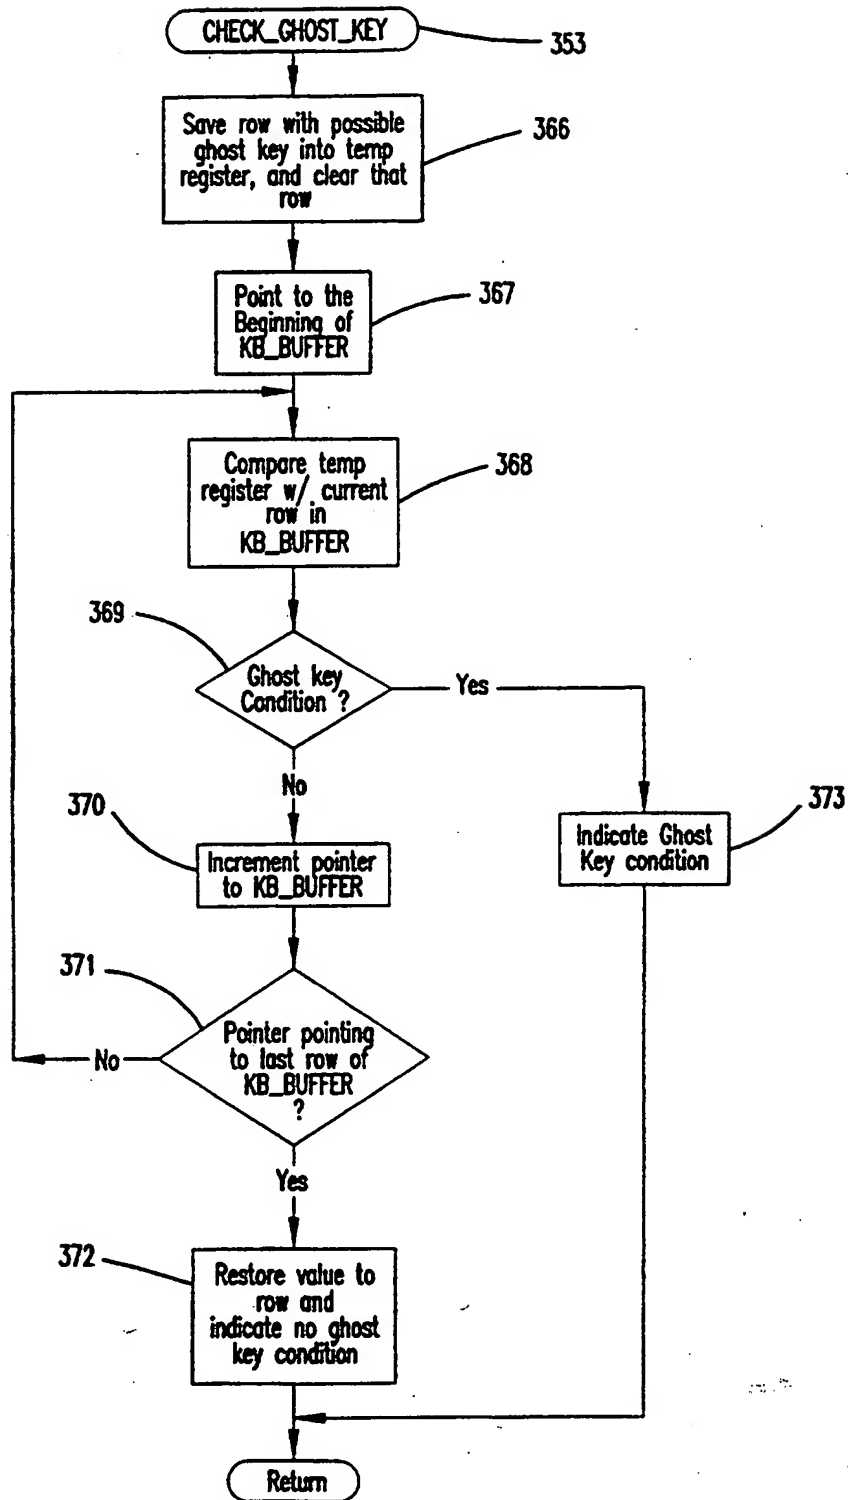 CHECK_GHOST_KEY
353
Save row with possible
ghost key into temp
register, and clear that
row
366
Point to the
Beginning of
KB_BUFFER
367
Compare temp
register w/ current
row in
KB_BUFFER
368
369
Ghost key
Condition ?
Yes
No
370
Increment pointer
to KB_BUFFER
Indicate Ghost
Key condition
373
371
Pointer pointing
to last row of
KB_BUFFER
?
No
Yes
372
Restore value to
row and
indicate no ghost
key condition
Return